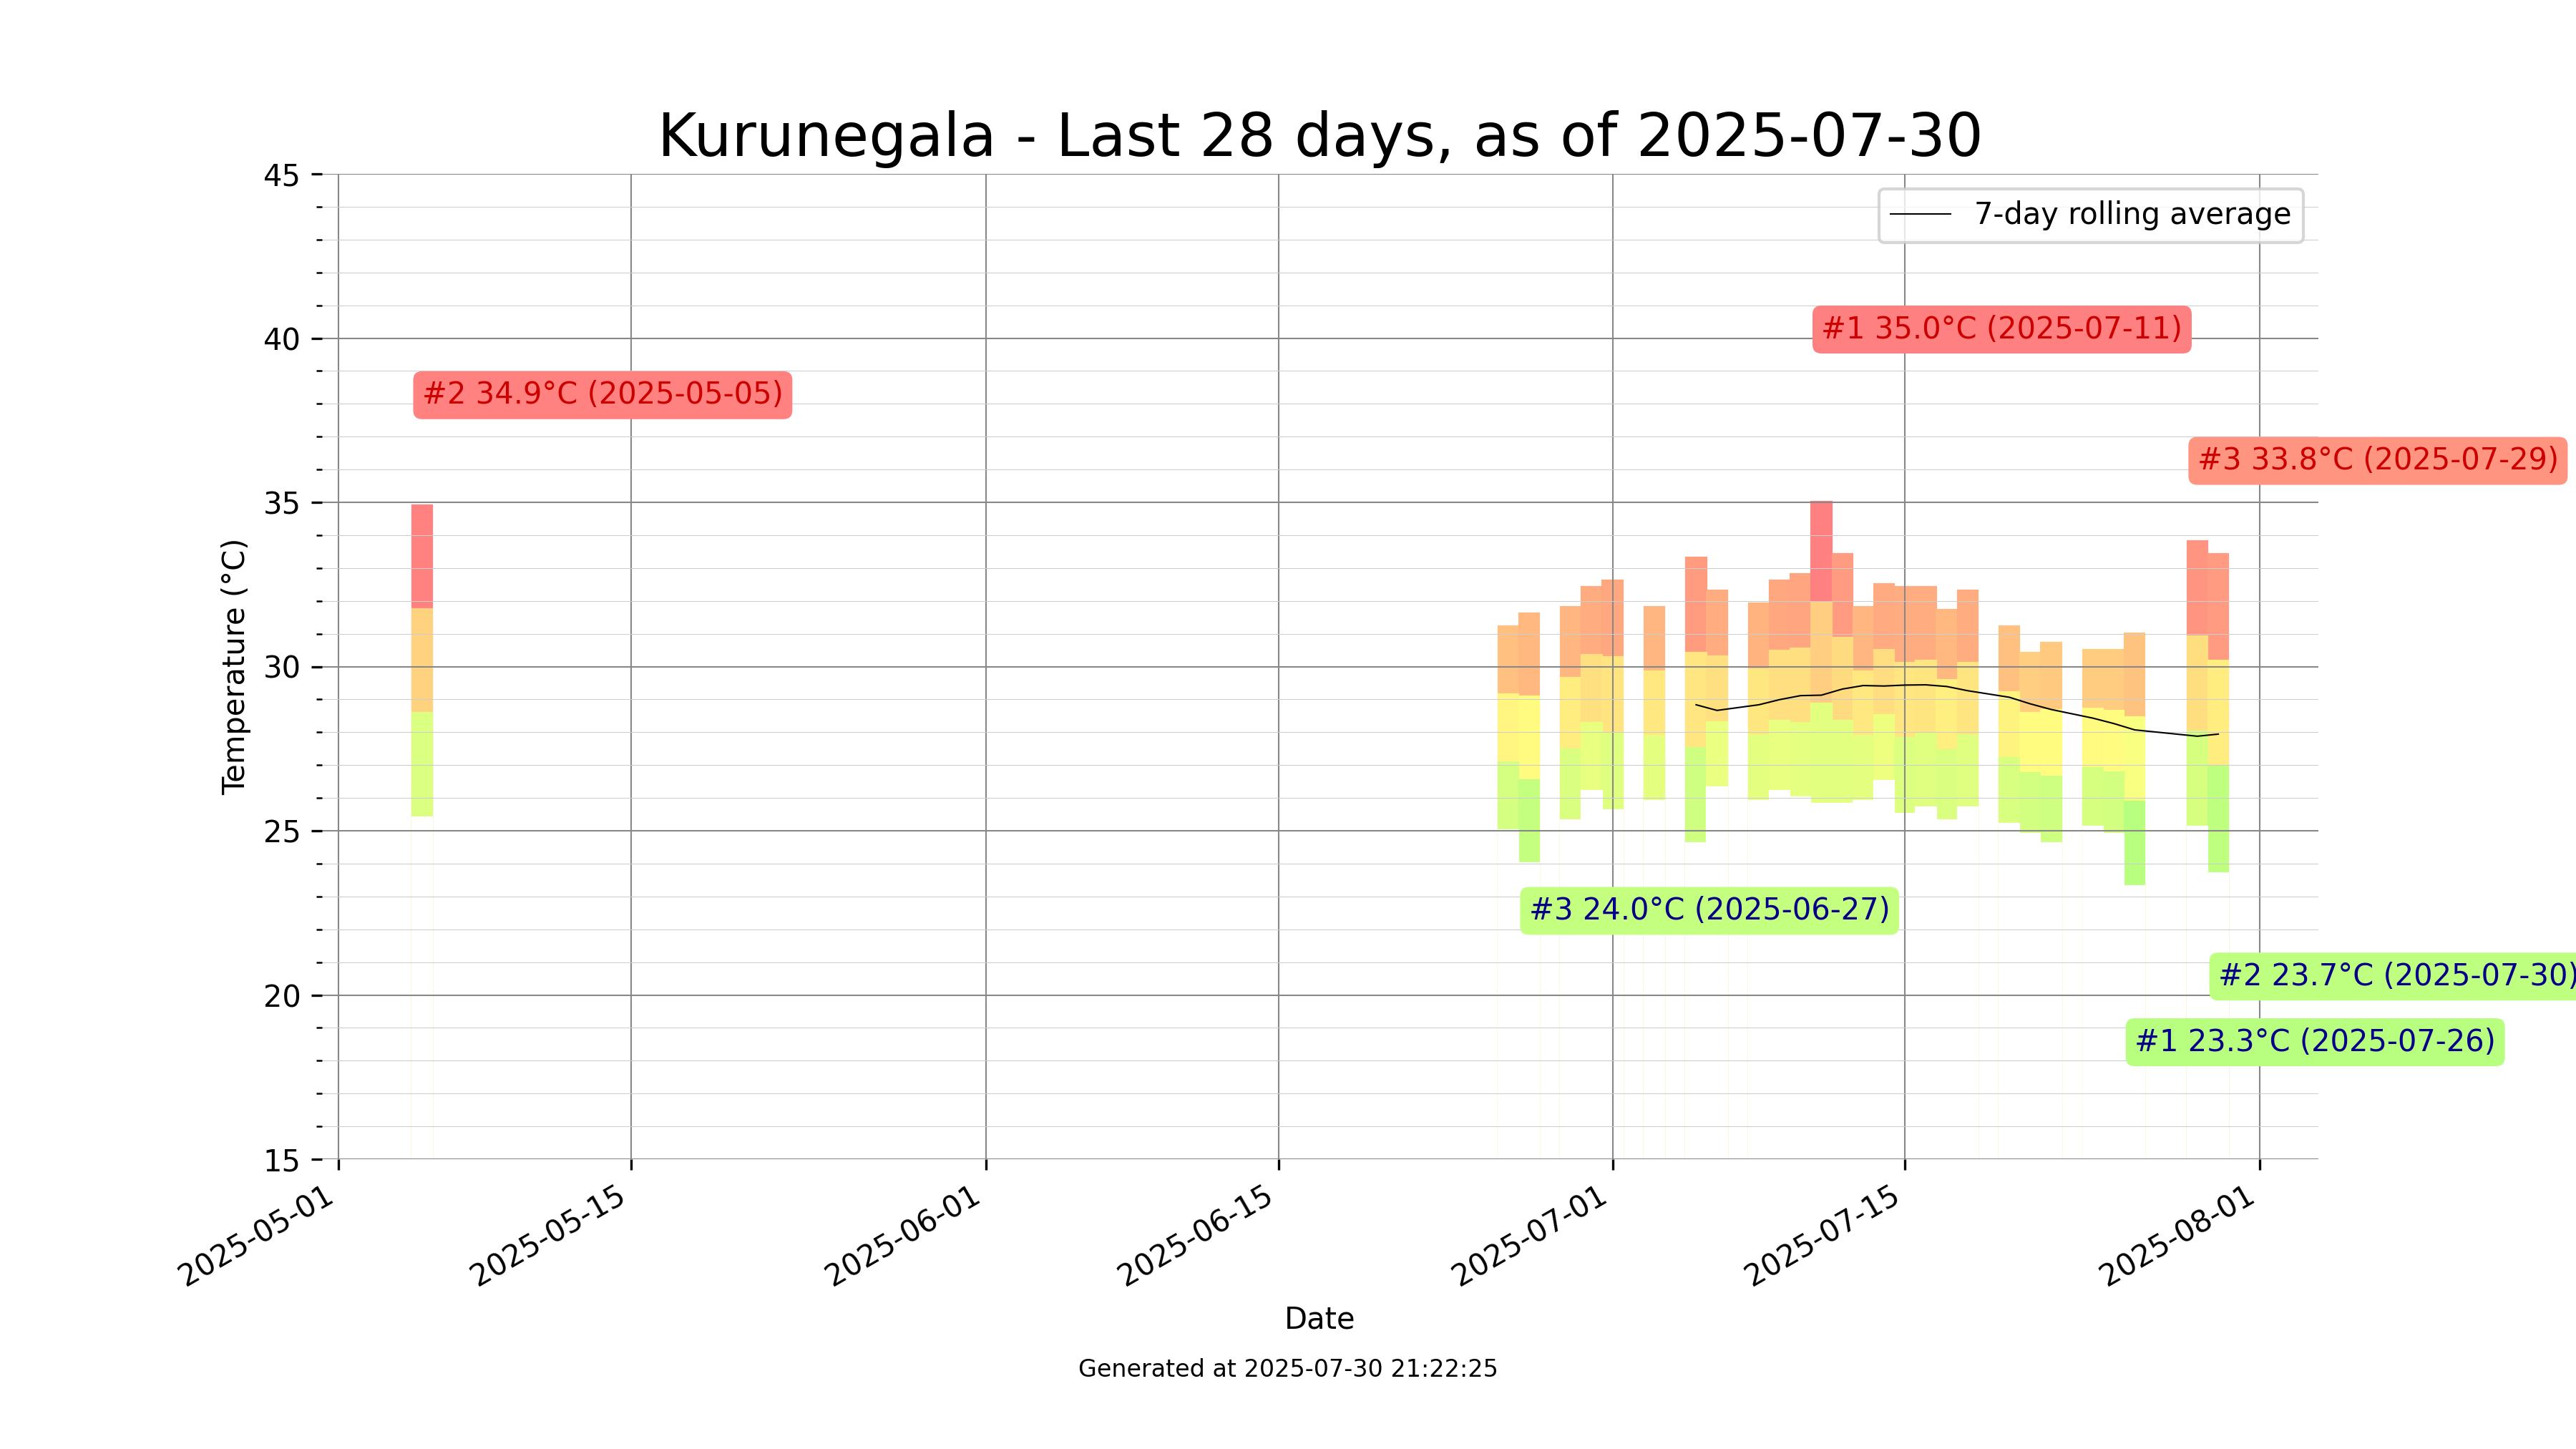 Kurunegala - Last 28 days, as of 2025-07-30
45
7-day rolling average
#1 35.0°C (2025-07-11)
40
#2 34.9°C (2025-05-05)
#3 33.8°C (2025-07-29)
35
Temperature (°C)
30
25
#3 24.0°C (2025-06-27)
#2 23.7°C (2025-07-30)
20
#1 23.3°C (2025-07-26)
15
2025-05-01
2025-05-15
2025-06-01
2025-06-15
2025-07-01
2025-07-15
2025-08-01
Date
Generated at 2025-07-30 21:22:25